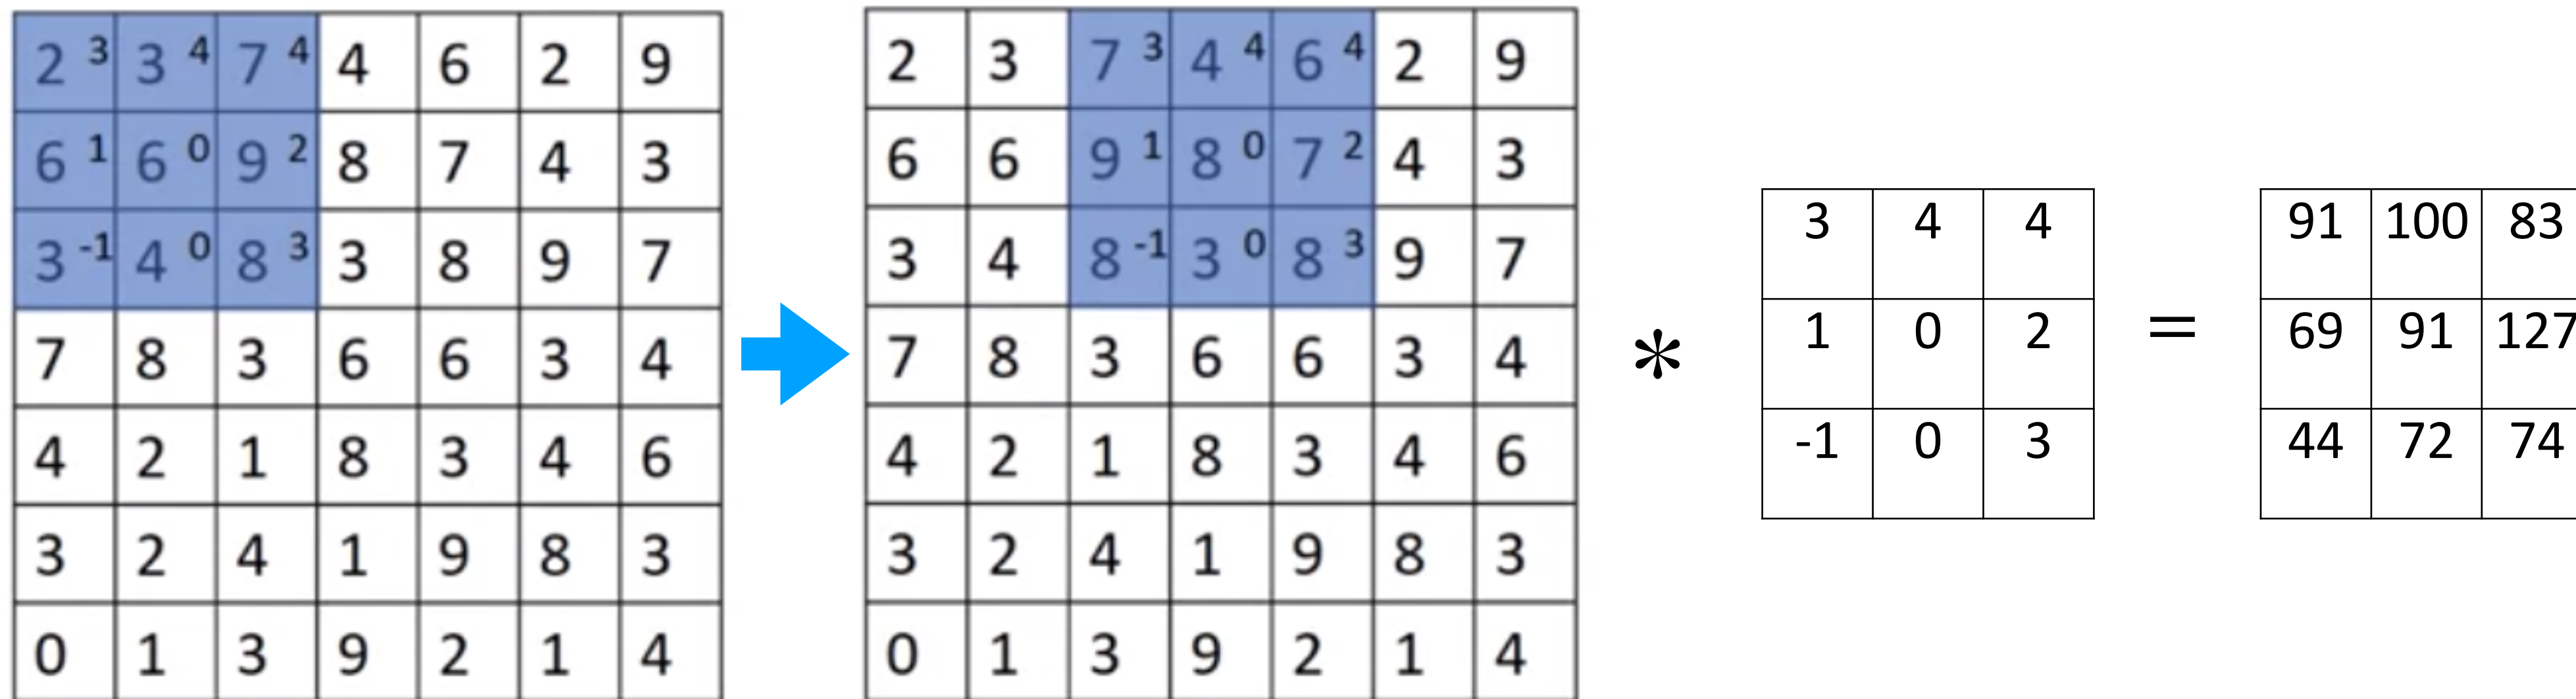 2 3 3 4 7 4 4 6 2 9
6 1 6 0 9 2 8 7 4 3
3 -1 4 0 8 3 3 8 9 7
7 8 3 6 6 3 4
4 2 1 8 3 4 6
3 2 4 1 9 8 3
0 1 3 9 2 1 4
2 3 7 3 4 4 6 4 2 9
6 6 9 1 8 0 7 2 4 3
3 4 8 -1 3 0 8 3 9 7
7 8 3 6 6 3 4
4 2 1 8 3 4 6
3 2 4 1 9 8 3
0 1 3 9 2 1 4
*
3 4 4
1 0 2
-1 0 3
=
91 100 83
69 91 127
44 72 74